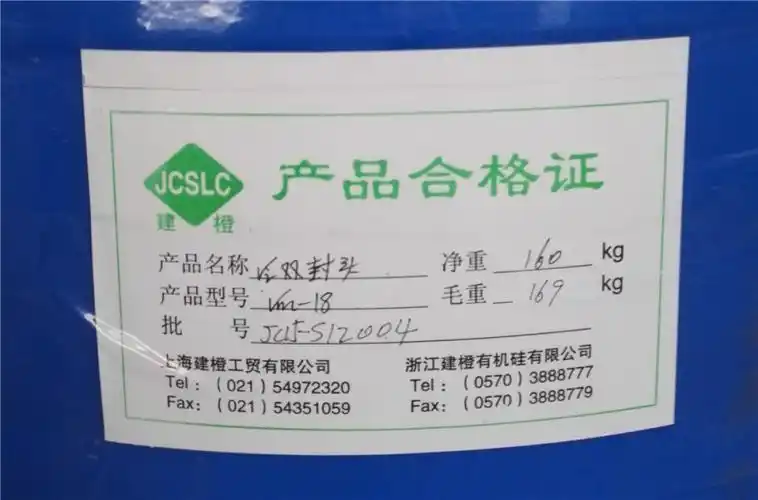 JCSLC
建橙
产品合格证
产品名称 双封头 净重 160 kg
产品型号 Vm-18 毛重 169 kg
批 号 JC15-S12004
上海建橙工贸有限公司
Tel：（021）54972320
Fax：（021）54351059
浙江建橙有机硅有限公司
Tel：（0570）3888777
Fax：（0570）3888779